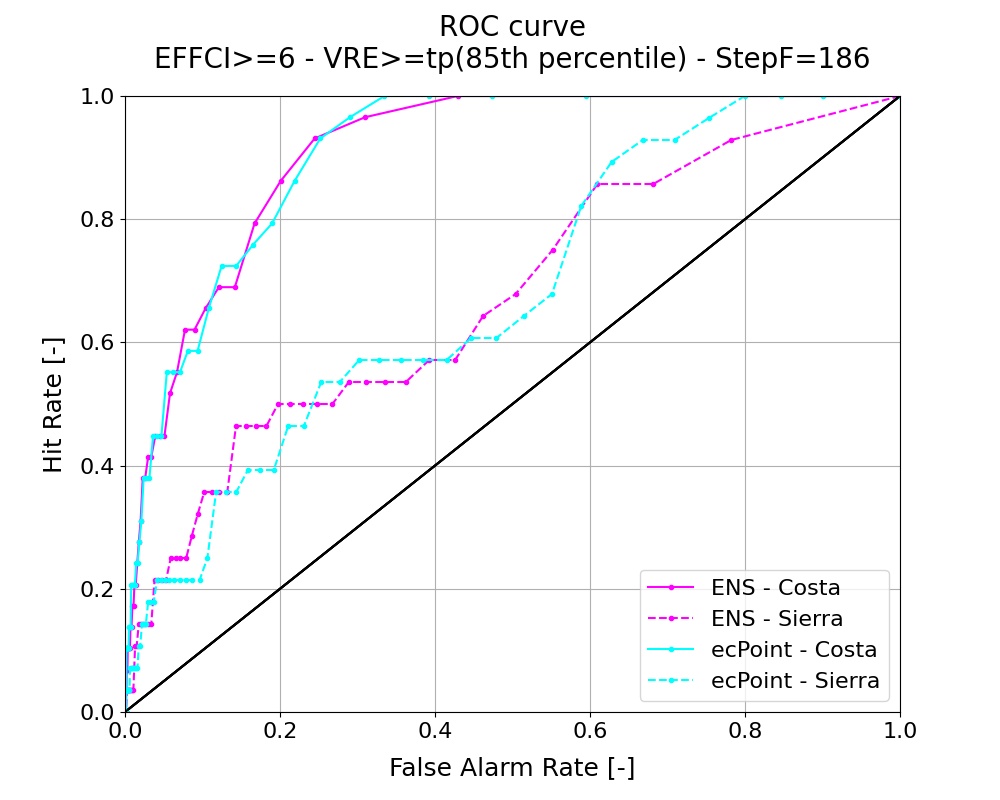 ROC curve
EFFCI>=6 - VRE>=tp(85th percentile) - StepF=186
1.0
0.8
0.6
0.4
0.2
0.0
Hit Rate [-]
0.0 0.2 0.4 0.6 0.8 1.0
False Alarm Rate [-]
ENS - Costa
ENS - Sierra
ecPoint - Costa
ecPoint - Sierra